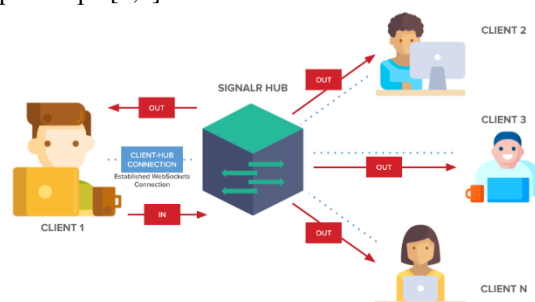 CLIENT 2
SIGNALR HUB
OUT
OUT
CLIENT 3
CLIENT-HUB
CONNECTION
Established WebSockets
Connection
OUT
IN
CLIENT 1
OUT
CLIENT N